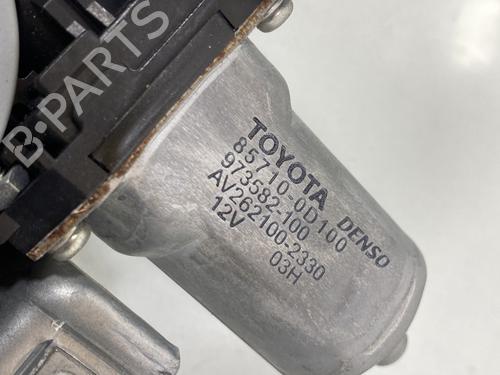 B-PARTS
TOYOTA DENSO
85710-0D100
973582-100
AV262100-2330
12V 03H